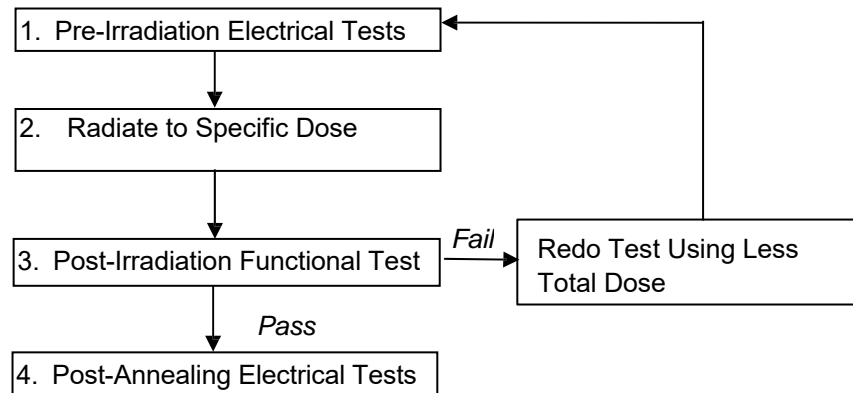 1. Pre-Irradiation Electrical Tests
2. Radiate to Specific Dose
3. Post-Irradiation Functional Test
Fail
Redo Test Using Less
Total Dose
Pass
4. Post-Annealing Electrical Tests